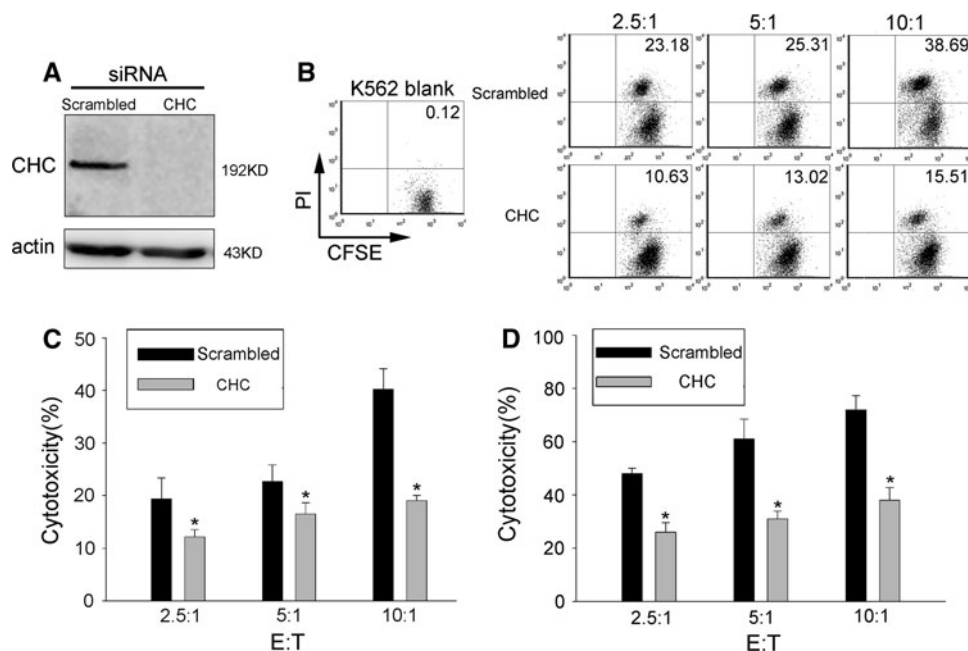 A
siRNA
Scrambled CHC
CHC
192KD
actin
43KD
B
K562 blank
0.12
PI
CFSE
2.5:1 5:1 10:1
Scrambled
23.18 25.31 38.69
CHC
10.63 13.02 15.51
C
Cytotoxicity(%)
50
40
30
20
10
0
Scrambled
CHC
* * *
2.5:1 5:1 10:1
E:T
D
Cytotoxicity(%)
100
80
60
40
20
0
Scrambled
CHC
* * *
2.5:1 5:1 10:1
E:T